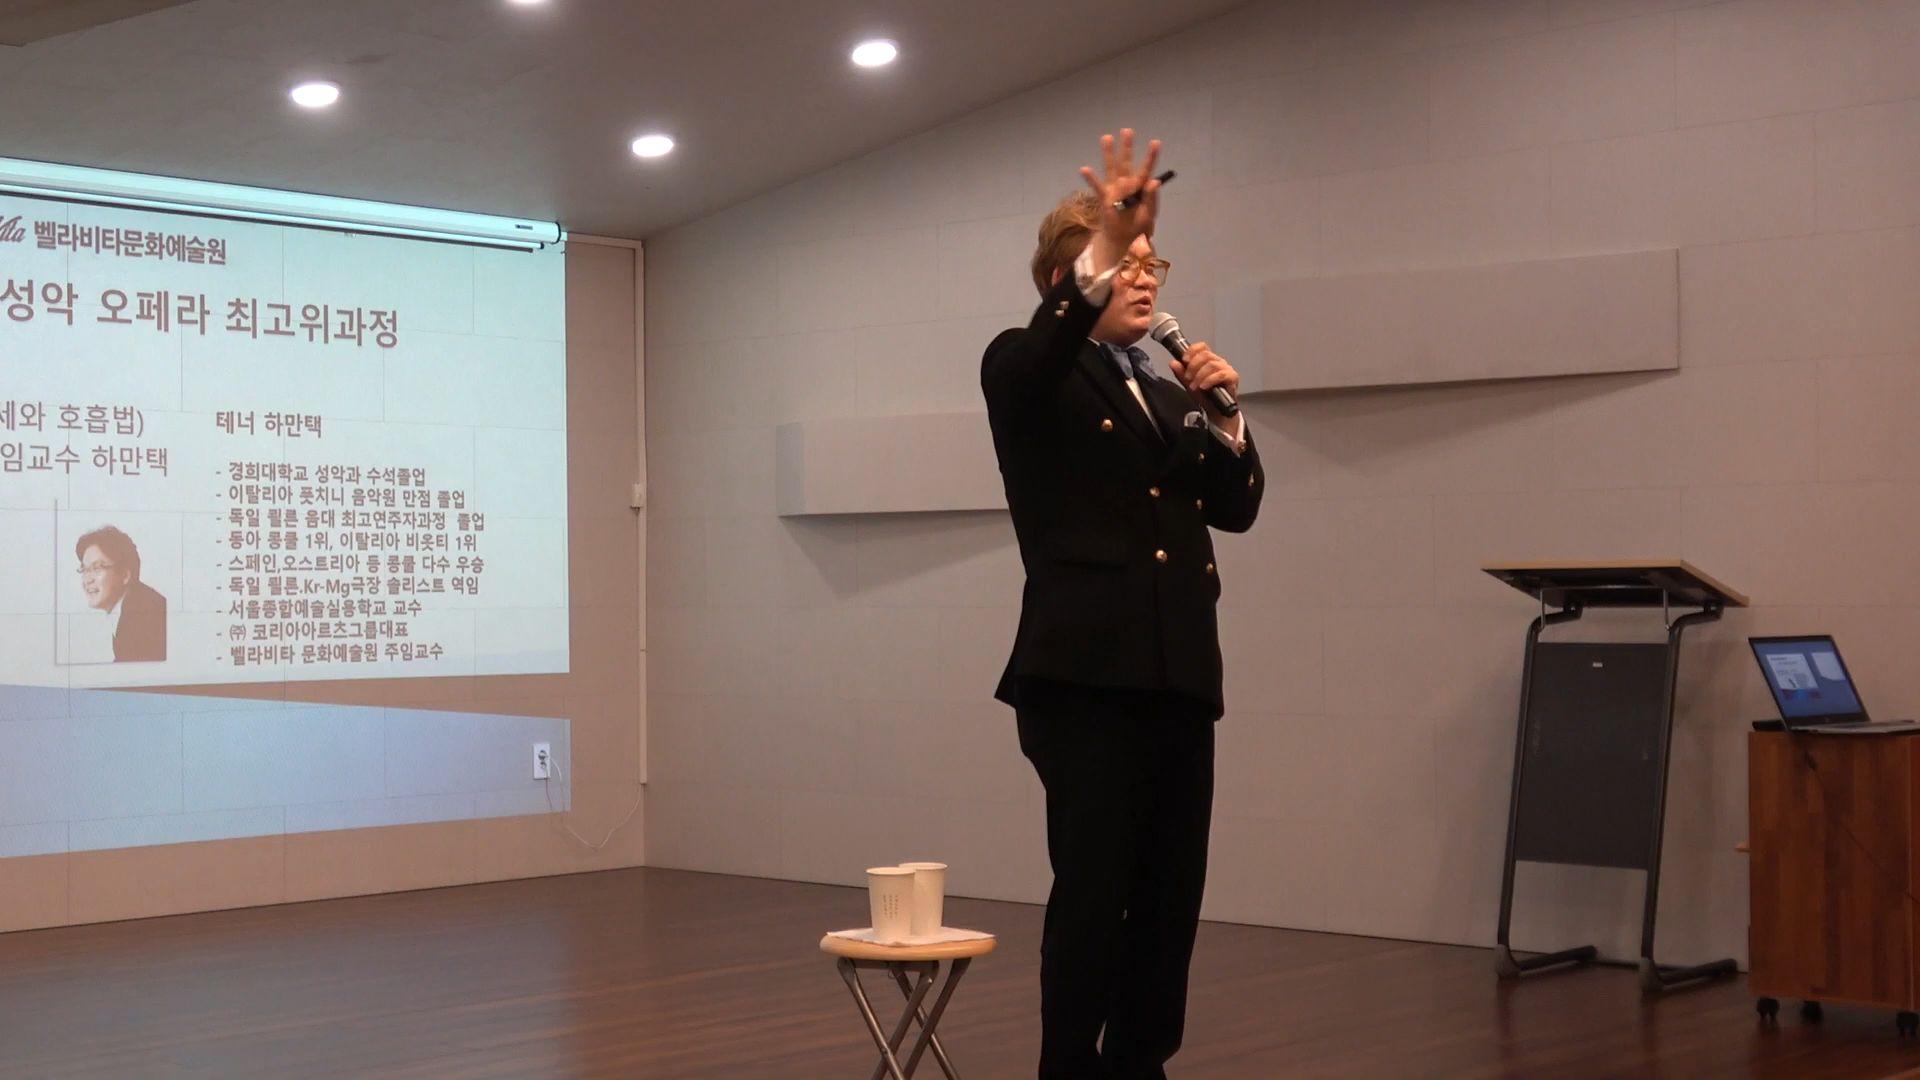 벨라비타문화예술원
성악 오페라 최고위과정
세와 호흡법)
임교수 하만택
테너 하만택
- 경희대학교 성악과 수석졸업
- 이탈리아 풋치니 음악원 만점 졸업
- 독일 쾰른 음대 최고연주자과정 졸업
- 동아 콩쿨 1위, 이탈리아 비옷티 1위
- 스페인,오스트리아 등 콩쿨 다수 우승
- 독일 쾰른.Kr-Mg극장 솔리스트 역임
- 서울종합예술실용학교 교수
- ㈜ 코리아아르츠그룹대표
- 벨라비타 문화예술원 주임교수